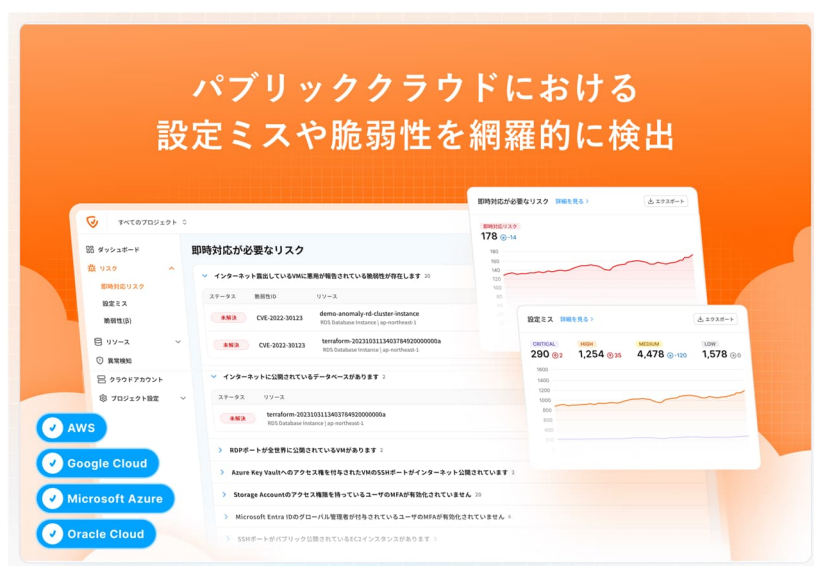 パブリッククラウドにおける
設定ミスや脆弱性を網羅的に検出
すべてのプロジェクト
ダッシュボード
リスク
即時対応リスク
設定ミス
脆弱性(β)
リソース
異常検知
クラウドアカウント
プロジェクト設定
即時対応が必要なリスク
インターネット露出しているVMに悪用が報告されている脆弱性が存在します 20
ステータス 脆弱性ID リソース
未解決 CVE-2022-30123 demo-anomaly-rd-cluster-instance
RDS Database Instance | ap-northeast-1
未解決 CVE-2022-30123 terraform-20231031134037849200000000a
RDS Database Instance | ap-northeast-1
インターネットに公開されているデータベースがあります 2
ステータス リソース
未解決 terraform-20231031134037849200000000a
RDS Database Instance | ap-northeast-1
RDPポートが全世界に公開されているVMがあります 2
Azure Key Vaultへのアクセス権を付与されたVMのSSHポートがインターネット公開されています 2
Storage Accountのアクセス権限を持っているユーザのMFAが有効化されていません 20
Microsoft Entra IDのグローバル管理者が付与されているユーザのMFAが有効化されていません 4
SSHポートがパブリック公開されているEC2インスタンスがあります
即時対応が必要なリスク 詳細を見る エクスポート
即時対応リスク
178 -14
180
160
140
120
100
80
設定ミス 詳細を見る エクスポート
CRITICAL HIGH MEDIUM LOW
290 2 1,254 35 4,478 -120 1,578 0
1600
1400
1200
1000
800
600
400
200
AWS
Google Cloud
Microsoft Azure
Oracle Cloud